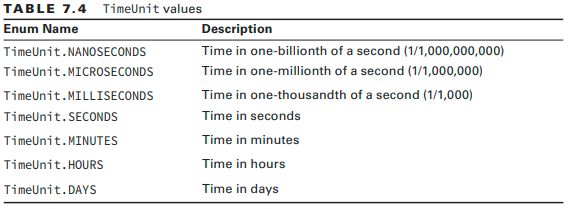 TABLE 7.4 TimeUnit values
Enum Name Description
TimeUnit.NANOSECONDS Time in one-billionth of a second (1/1,000,000,000)
TimeUnit.MICROSECONDS Time in one-millionth of a second (1/1,000,000)
TimeUnit.MILLISECONDS Time in one-thousandth of a second (1/1,000)
TimeUnit.SECONDS Time in seconds
TimeUnit.MINUTES Time in minutes
TimeUnit.HOURS Time in hours
TimeUnit.DAYS Time in days